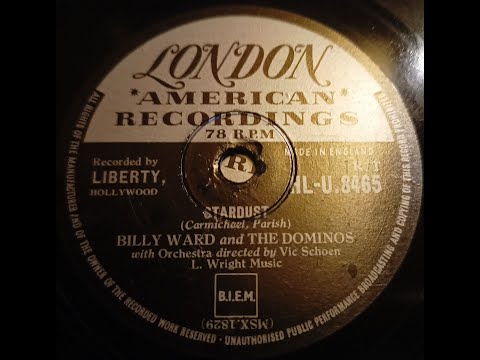 LONDON
*AMERICAN*
RECORDINGS
78 R.P.M
Recorded by
LIBERTY,
HOLLYWOOD
R
MADE IN ENGLAND
HL-U.8465
STARDUST
(Carmichael, Parish)
BILLY WARD and THE DOMINOS
with Orchestra directed by Vic Schoen
L. Wright Music
B.I.E.M.
(MSX.1829)
ALL RIGHTS OF THE MANUFACTURER AND OF THE OWNER OF THE RECORDED WORK RESERVED - UNAUTHORISED PUBLIC PERFORMANCE BROADCASTING AND COPYING OF THIS RECORD PROHIBITED